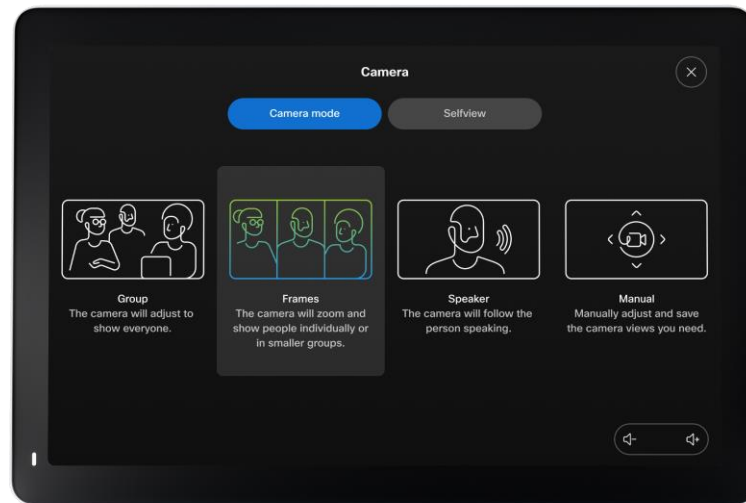 Camera
Camera mode
Selfview
Group
The camera will adjust to
show everyone.
Frames
The camera will zoom and
show people individually or
in smaller groups.
Speaker
The camera will follow the
person speaking.
Manual
Manually adjust and save
the camera views you need.